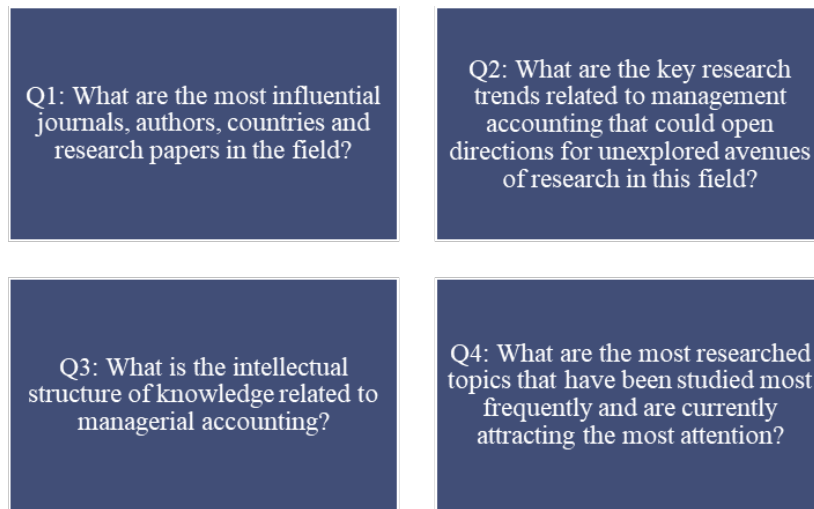 Q1: What are the most influential
journals, authors, countries and
research papers in the field?
Q2: What are the key research
trends related to management
accounting that could open
directions for unexplored avenues
of research in this field?
Q3: What is the intellectual
structure of knowledge related to
managerial accounting?
Q4: What are the most researched
topics that have been studied most
frequently and are currently
attracting the most attention?